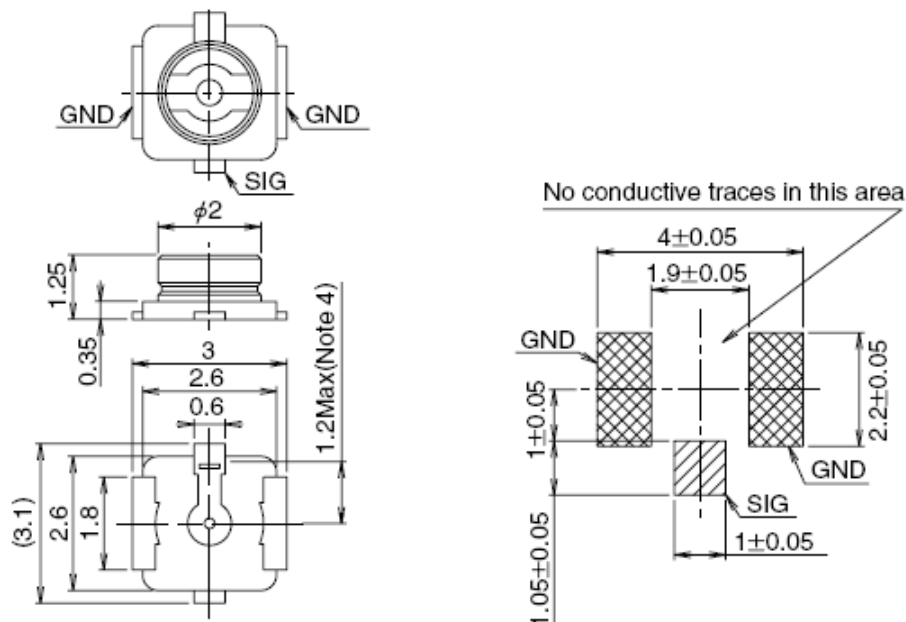 GND
GND
SIG
ϕ2
1.25
0.35
3
2.6
0.6
1.2Max(Note 4)
(3.1)
2.6
1.8
No conductive traces in this area
4±0.05
1.9±0.05
GND
1±0.05
2.2±0.05
GND
SIG
1.05±0.05
1±0.05